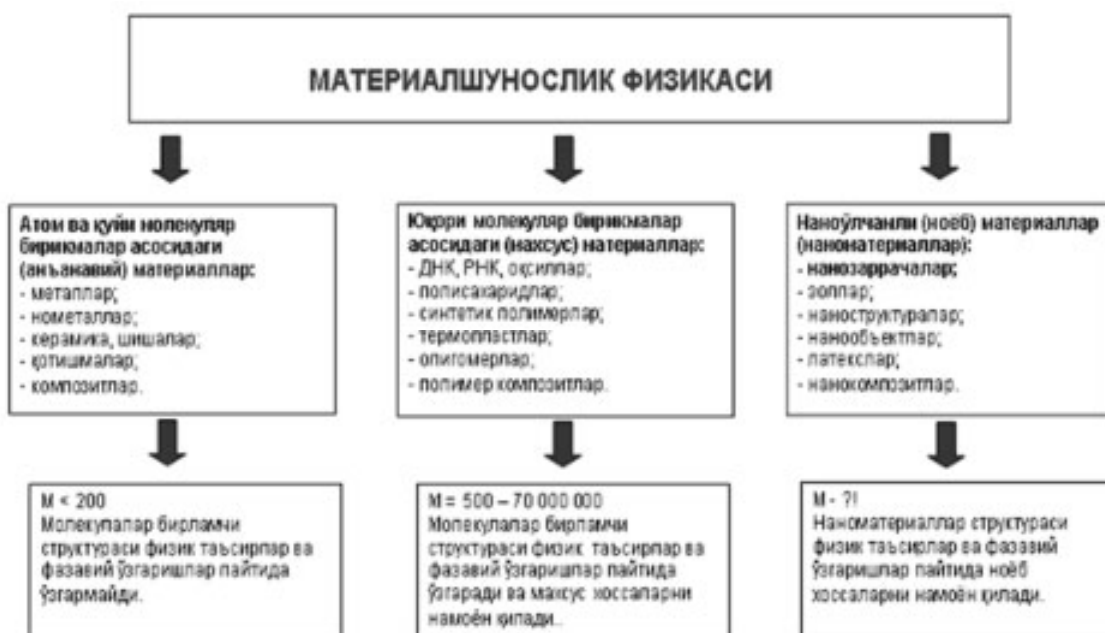 МАТЕРИАЛШУНОСЛИК ФИЗИКАСИ
Атом ва қуйи молекуляр
бирикмалар асосидаги
(анъанавий) материаллар:
- металлар;
- нометаллар;
- керамика, шишалар;
- қотишмалар;
- композитлар.
Юқори молекуляр бирикмалар
асосидаги (махсус) материаллар:
- ДНК, РНК, оқсиллар;
- полисахаридлар;
- синтетик полимерлар;
- термопластлар;
- олигомерлар;
- полимер композитлар.
Наноўлчамли (ноёб) материаллар
(наноматериаллар):
- нанозаррачалар;
- золлар;
- наноструктуралар;
- нанообъектлар;
- латекслар;
- нанокомпозитлар.
М < 200
Молекулалар бирламчи
структураси физик таъсирлар ва
фазавий ўзгаришлар пайтида
ўзгармайди.
М = 500 – 70 000 000
Молекулалар бирламчи
структураси физик таъсирлар ва
фазавий ўзгаришлар пайтида
ўзгаради ва махсус хоссаларни
намоён қилади..
М - ?!
Наноматериаллар структураси
физик таъсирлар ва фазавий
ўзгаришлар пайтида ноёб
хоссаларни намоён қилади.